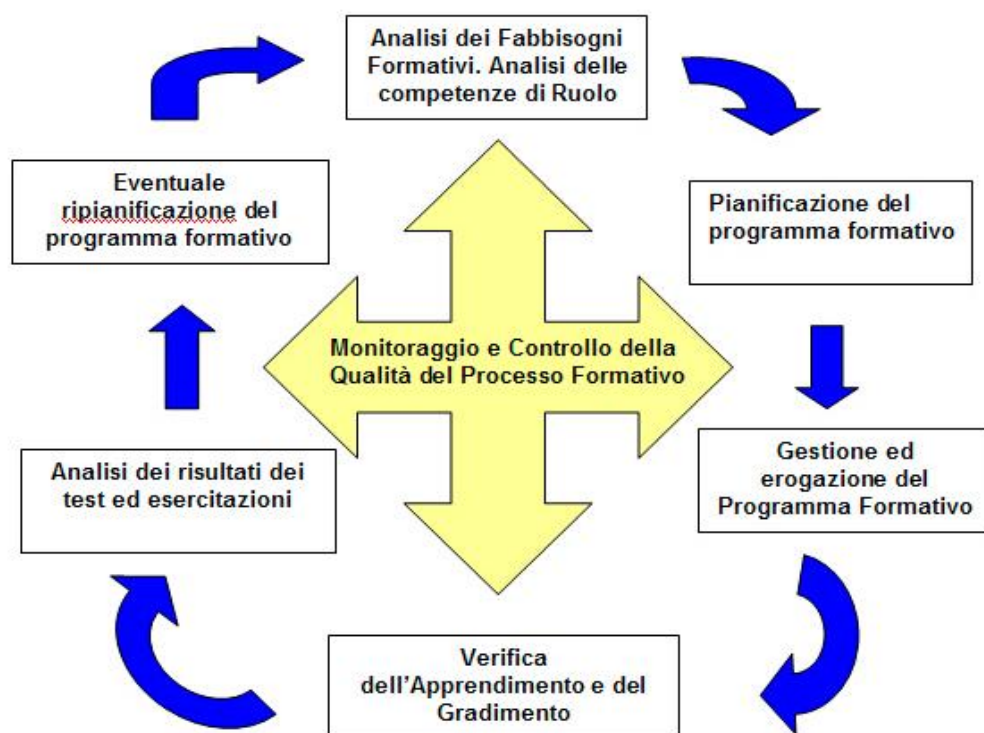 Analisi dei Fabbisogni
Formativi. Analisi delle
competenze di Ruolo
Pianificazione del
programma formativo
Gestione ed
erogazione del
Programma Formativo
Verifica
dell'Apprendimento e del
Gradimento
Analisi dei risultati dei
test ed esercitazioni
Eventuale
ripianificazione del
programma formativo
Monitoraggio e Controllo della
Qualità del Processo Formativo